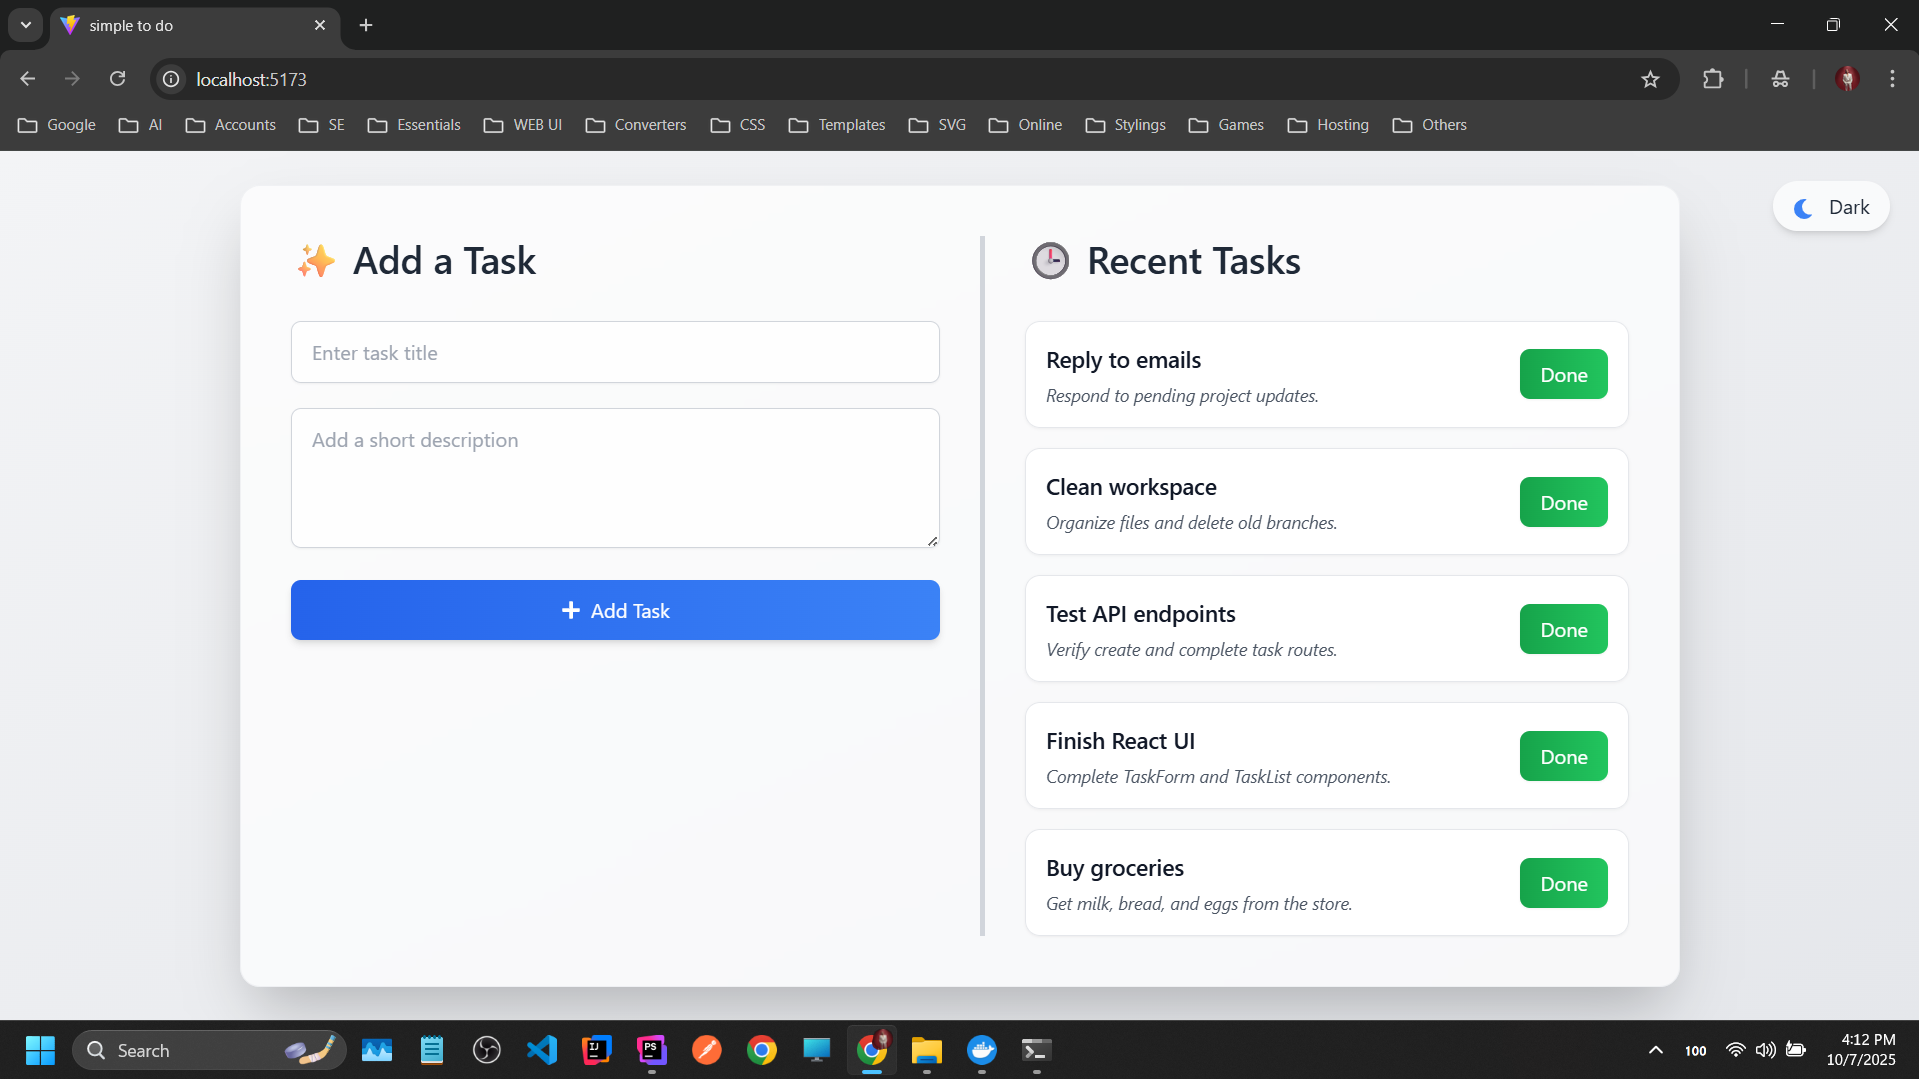 simple to do
localhost:5173
Google AI Accounts SE Essentials WEB UI Converters CSS Templates SVG Online Stylings Games Hosting Others
Dark
Add a Task
Enter task title
Add a short description
Add Task
Recent Tasks
Reply to emails
Respond to pending project updates.
Done
Clean workspace
Organize files and delete old branches.
Done
Test API endpoints
Verify create and complete task routes.
Done
Finish React UI
Complete TaskForm and TaskList components.
Done
Buy groceries
Get milk, bread, and eggs from the store.
Done
Search
IJ
PS
100
4:12 PM
10/7/2025